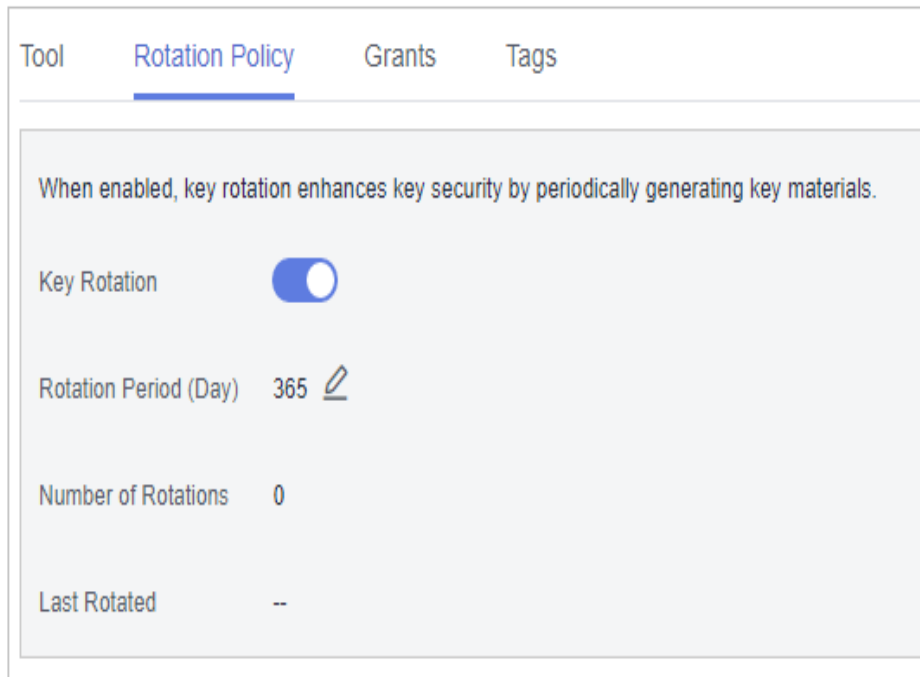 Tool Rotation Policy Grants Tags
When enabled, key rotation enhances key security by periodically generating key materials.
Key Rotation
Rotation Period (Day) 365
Number of Rotations 0
Last Rotated --